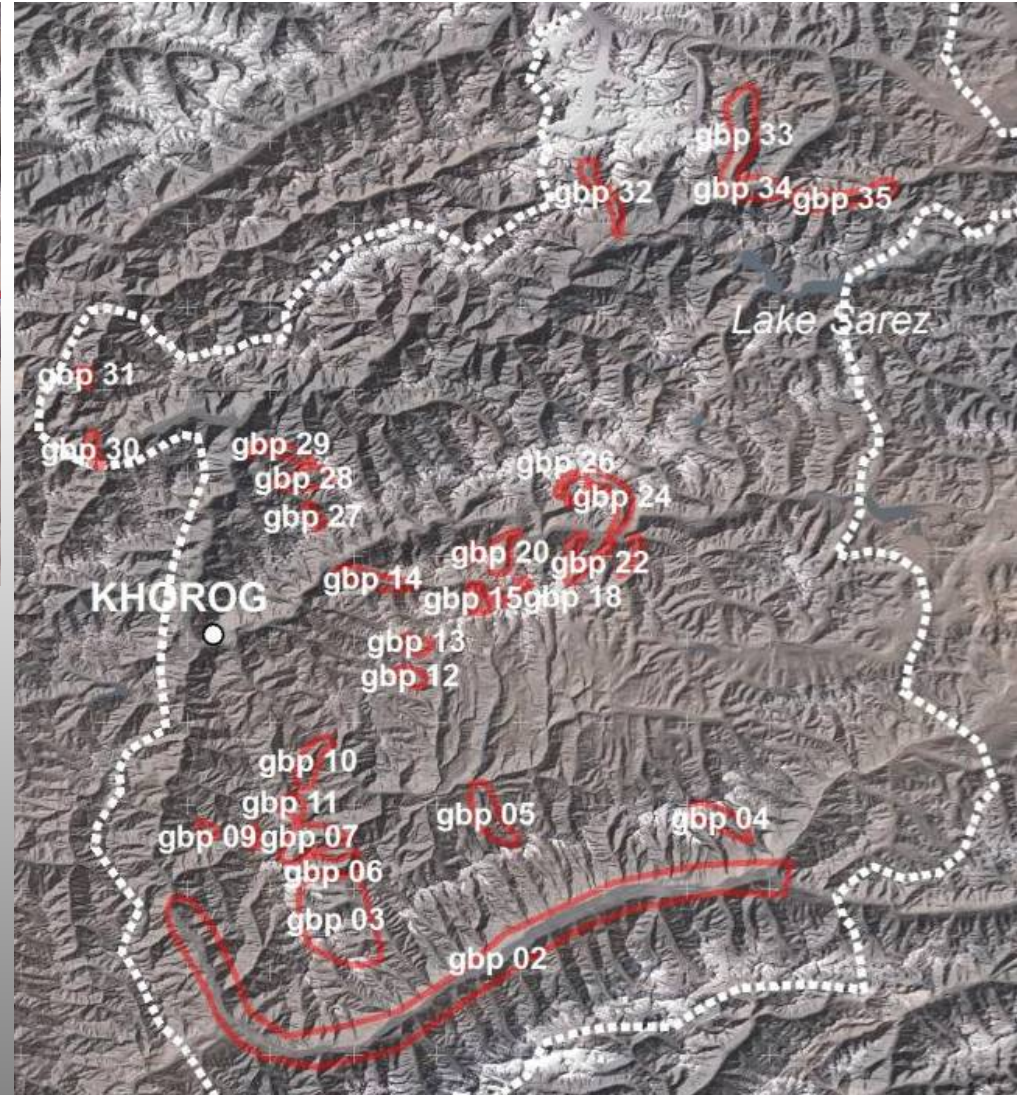 gbp 33
gbp 32
gbp 34
gbp 35
Lake Sarez
gbp 31
gbp 30
gbp 29
gbp 28
gbp 27
gbp 26
gbp 24
gbp 20
gbp 22
gbp 14
gbp 15
gbp 18
KHOROG
gbp 13
gbp 12
gbp 10
gbp 11
gbp 09
gbp 07
gbp 05
gbp 04
gbp 06
gbp 03
gbp 02